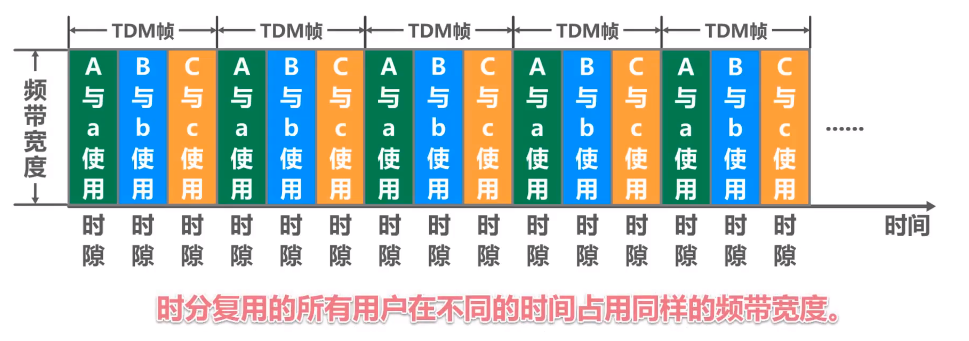 TDM帧 TDM帧 TDM帧 TDM帧 TDM帧
频带宽度
A与a使用 B与b使用 C与c使用 A与a使用 B与b使用 C与c使用 A与a使用 B与b使用 C与c使用 A与a使用 B与b使用 C与c使用 A与a使用 B与b使用 C与c使用 ······
时隙 时隙 时隙 时隙 时隙 时隙 时隙 时隙 时隙 时隙 时隙 时隙 时隙 时隙 时隙 时间
时分复用的所有用户在不同的时间占用同样的频带宽度。